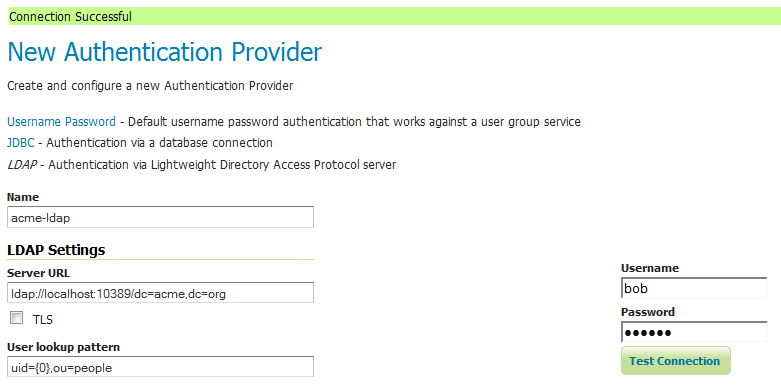 Connection Successful
New Authentication Provider
Create and configure a new Authentication Provider
Username Password - Default username password authentication that works against a user group service
JDBC - Authentication via a database connection
LDAP - Authentication via Lightweight Directory Access Protocol server
Name
acme-ldap
LDAP Settings
Server URL
ldap://localhost:10389/dc=acme,dc=org
TLS
User lookup pattern
uid={0},ou=people
Username
bob
Password
●●●●●●
Test Connection